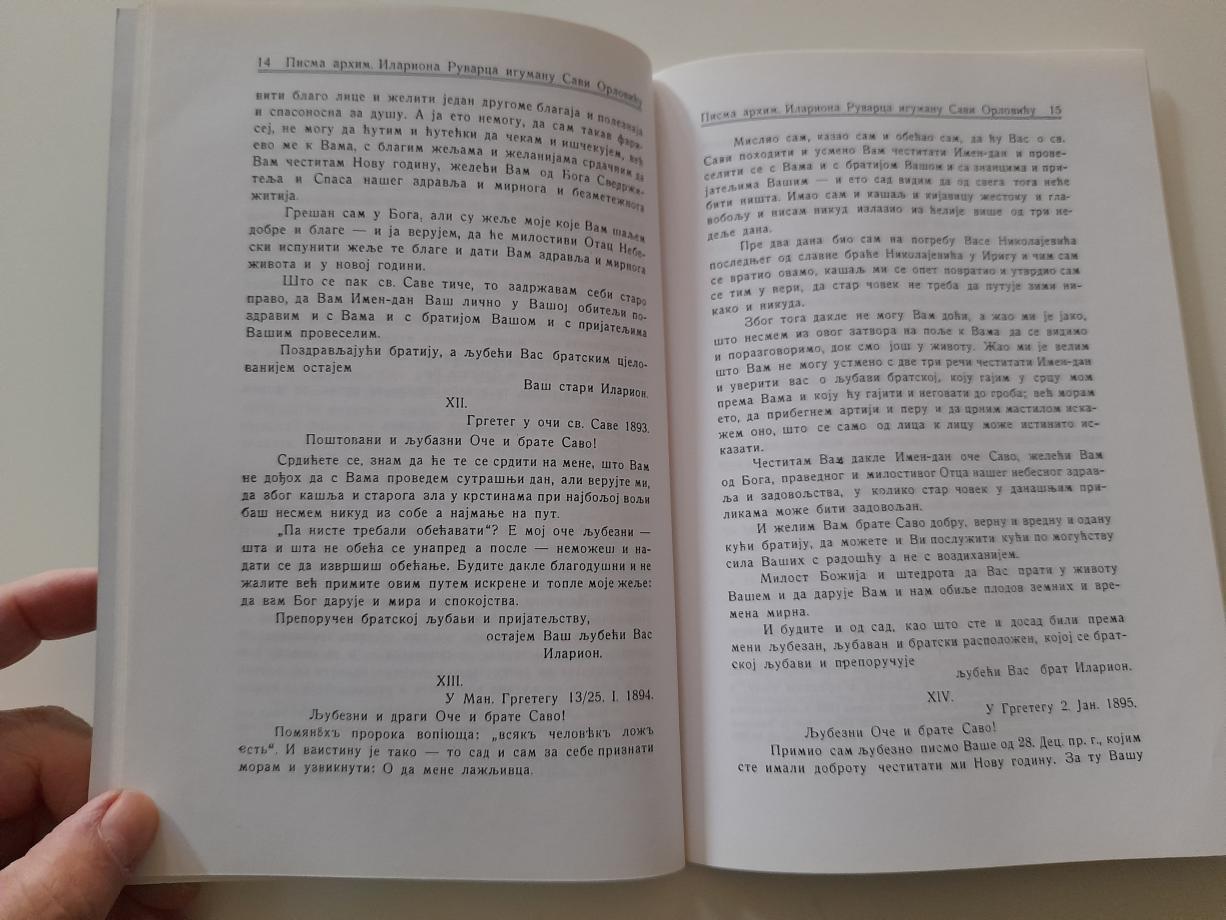 14 Писма архим. Илариона Руварца игуману Сави Орловићу
вити благо лице и желити један другоме благаја и полезнаја
и спасоносна за душу. А ја ето немогу, да сам такав фари-
сеј, не могу да ћутим и ћутећки да чекам и ишчекујем, већ
ево ме к Вама, с благим жељама и желанијама срдачним да
Вам честитам Нову годину, желећи Вам од Бога Сведржи-
теља и Спаса нашег здравља и мирнога и безметежнога
житија.
Грешан сам у Бога, али су жеље моје које Вам шаљем
добре и благе — и ја верујем, да ће милостиви Отац Небе-
ски испунити жеље те благе и дати Вам здравља и мирнога
живота и у новој години.
Што се пак св. Саве тиче, то задржавам себи старо
право, да Вам Имен-дан Ваш лично у Вашој обитељи по-
здравим и с Вама и с братијом Вашом и с пријатељима
Вашим провеселим.
Поздрављајући братију, а љубећи Вас братским цјело-
ванијем остајем
Ваш стари Иларион.
XII.
Гргетег у очи св. Саве 1893.
Поштовани и љубазни Оче и брате Саво!
Срдићете се, знам да ће те се срдити на мене, што Вам
не дођох да с Вама проведем сутрашњи дан, али верујте ми,
да због кашља и старога зла у крстинама при најбољој вољи
баш несмем никуд из собе а најмање на пут.
„Па нисте требали обећавати“? Е мој оче љубезни —
шта и шта не обећа се унапред а после — неможеш и на-
дати се да извршиш обећање. Будите дакле благодушни и не
жалите већ примите овим путем искрене и топле моје жеље:
да вам Бог дарује и мира и спокојства.
Препоручен братској љубави и пријатељству,
остајем Ваш љубећи Вас
Иларион.
XIII.
У Ман. Гргетегу 13/25. I. 1894.
Љубезни и драги Оче и брате Саво!
Помянѣхъ пророка вопіюща: „всякъ человѣкъ ложъ
есть“. И ваистину је тако — то сад и сам за себе признати
морам и узвикнути: О да мене лажљивца.
Писма архим. Илариона Руварца игуману Сави Орловићу 15
Мислио сам, казао сам и обећао сам, да ћу Вас о св.
Сави походити и усмено Вам честитати Имен-дан и прове-
селити се с Вама и с братијом Вашом и са знанцима и при-
јатељима Вашим — и ето сад видим да од свега тога неће
бити ништа. Имао сам и кашаљ и кијавицу жестоку и гла-
вобољу и нисам никуд излазио из ћелије више од три не-
деље дана.
Пре два дана био сам на погребу Васе Николајевића
последњег од славне браће Николајевића у Иригу и чим сам
се вратио овамо, кашаљ ми се опет повратио и утврдио сам
се тим у вери, да стар човек не треба да путује зими ни-
како и никуда.
Због тога дакле не могу Вам доћи, а жао ми је јако,
што несмем из овог затвора на поље к Вама да се видимо
и поразговоримо, док смо још у животу. Жао ми је велим
што Вам не могу устмено с две три речи честитати Имен-дан
и уверити вас о љубави братској, коју гајим у срцу мом
према Вама и коју ћу гајити и неговати до гроба; већ морам
ето, да прибегнем артији и перу и да црним мастилом иска-
жем оно, што се само од лица к лицу може истинито ис-
казати.
Честитам Вам дакле Имен-дан оче Саво, желећи Вам
од Бога, праведног и милостивог Отца нашег небесног здрав-
ља и задовољства, у колико стар човек у данашњим при-
ликама може бити задовољан.
И желим Вам брате Саво добру, верну и вредну и одану
кући братију, да можете и Ви послужити кући по могућству
сила Ваших с радошћу а не с воздиханијем.
Милост Божија и штедрота да Вас прати у животу
Вашем и да дарује Вам и нам обиље плодов земних и вре-
мена мирна.
И будите и од сад, као што сте и досад били према
мени љубезан, љубаван и братски расположен, којој се брат-
ској љубави и препоручује
љубећи Вас брат Иларион.
XIV.
У Гргетегу 2. Јан. 1895.
Љубезни Оче и брате Саво!
Примио сам љубезно писмо Ваше од 28. Дец. пр. г., којим
сте имали доброту честитати ми Нову годину. За ту Вашу